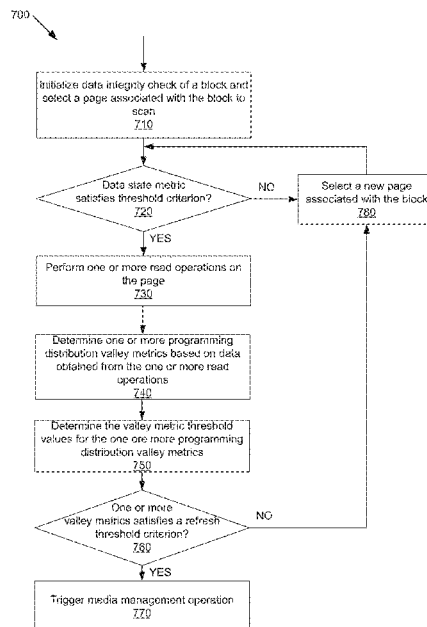 700
Initialize data integrity check of a block and
select a page associated with the block to
scan
710
Data state metric
satisfies threshold criterion?
720
NO
Select a new page
associated with the block
780
YES
Perform one or more read operations on
the page
730
Determine one or more programming
distribution valley metrics based on data
obtained from the one or more read
operations
740
Determine the valley metric threshold
values for the one ore more programming
distribution valley metrics
750
One or more
valley metrics satisfies a refresh
threshold criterion?
760
NO
YES
Trigger media management operation
770